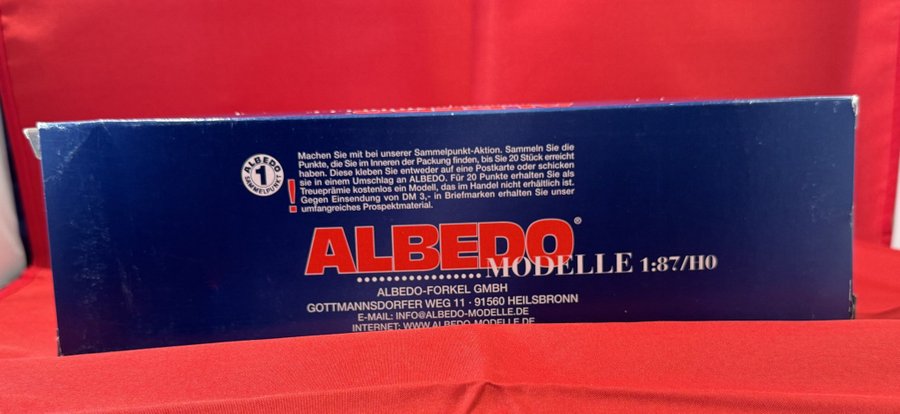 ALBEDO
1
SAMMELPUNKT
!
Machen Sie mit bei unserer Sammelpunkt-Aktion. Sammeln Sie die
Punkte, die Sie im Inneren der Packung finden, bis Sie 20 Stück erreicht
haben. Diese kleben Sie entweder auf eine Postkarte oder schicken
sie in einem Umschlag an ALBEDO. Für 20 Punkte erhalten Sie als
Treueprämie kostenlos ein Modell, das im Handel nicht erhältlich ist.
Gegen Einsendung von DM 3,- in Briefmarken erhalten Sie unser
umfangreiches Prospektmaterial.
ALBEDO®
MODELLE 1:87/H0
ALBEDO-FORKEL GMBH
GOTTMANNSDORFER WEG 11 · 91560 HEILSBRONN
E-MAIL: INFO@ALBEDO-MODELLE.DE
INTERNET: WWW.ALBEDO-MODELLE.DE